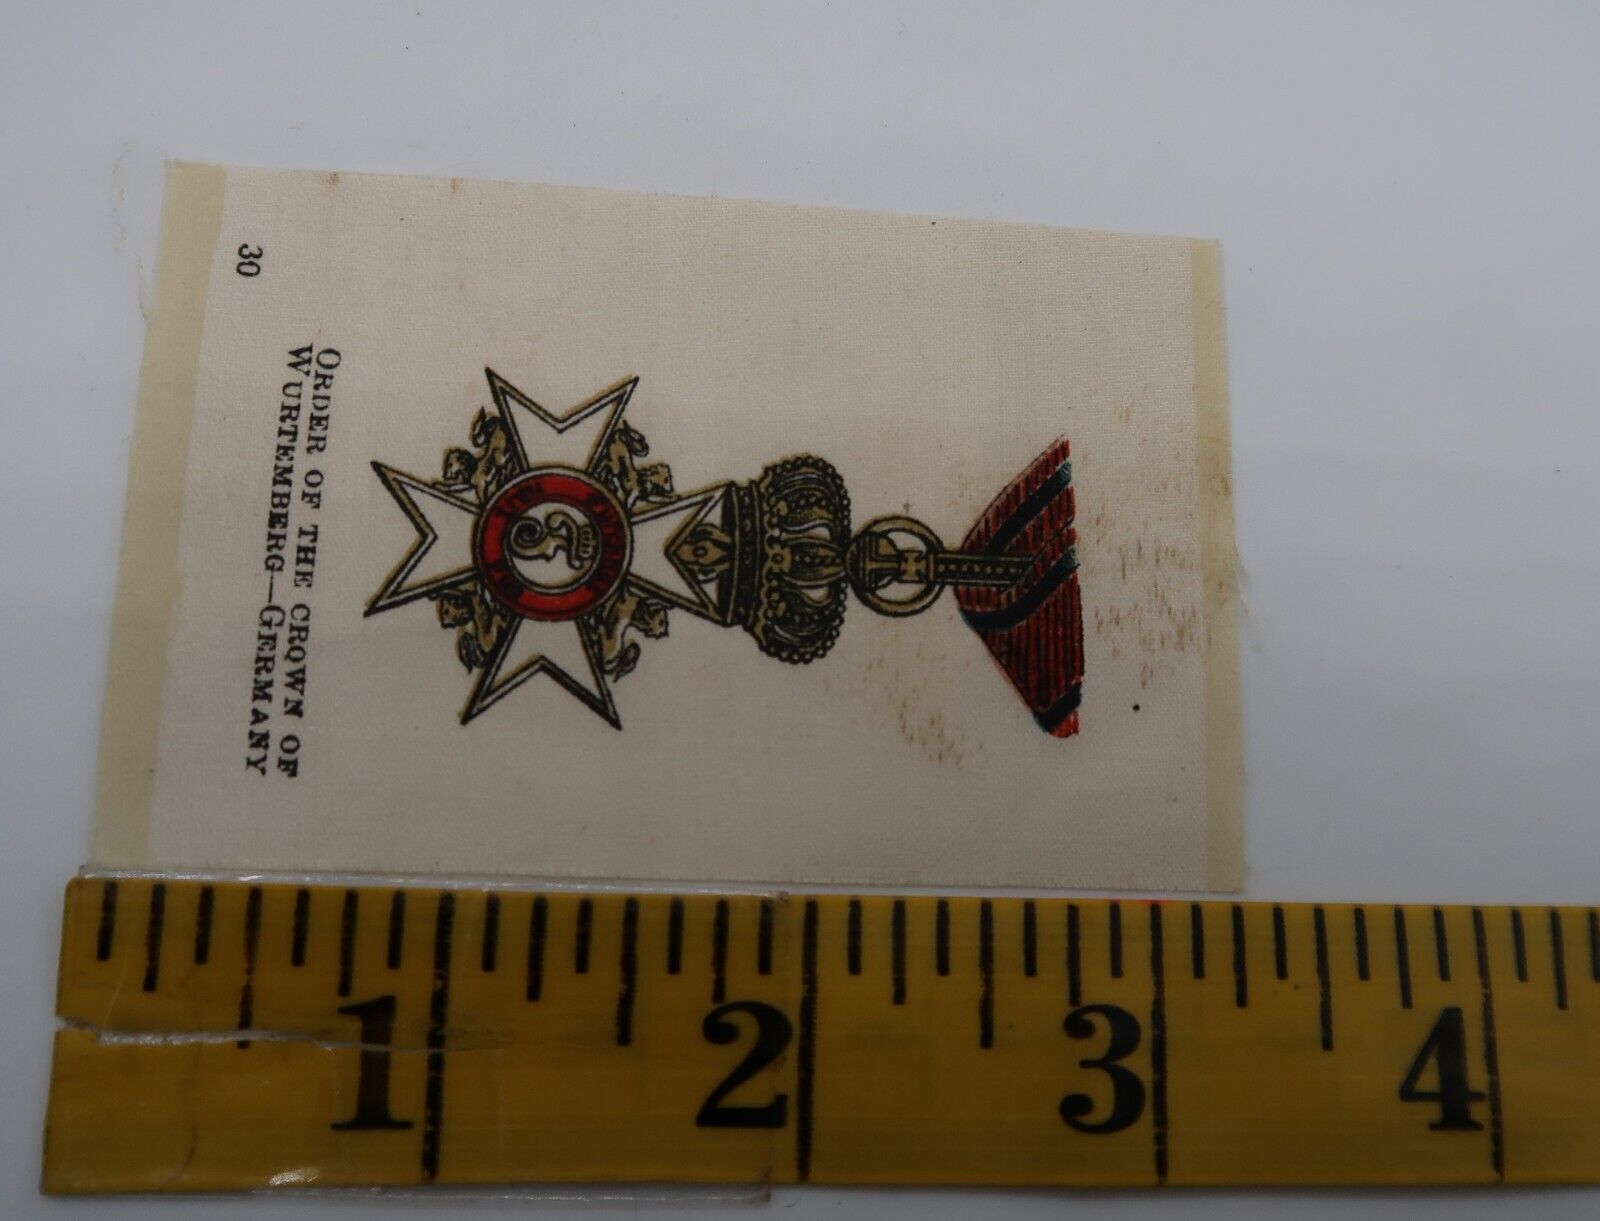 30
ORDER OF THE CROWN OF
WURTEMBERG—GERMANY
1 2 3 4